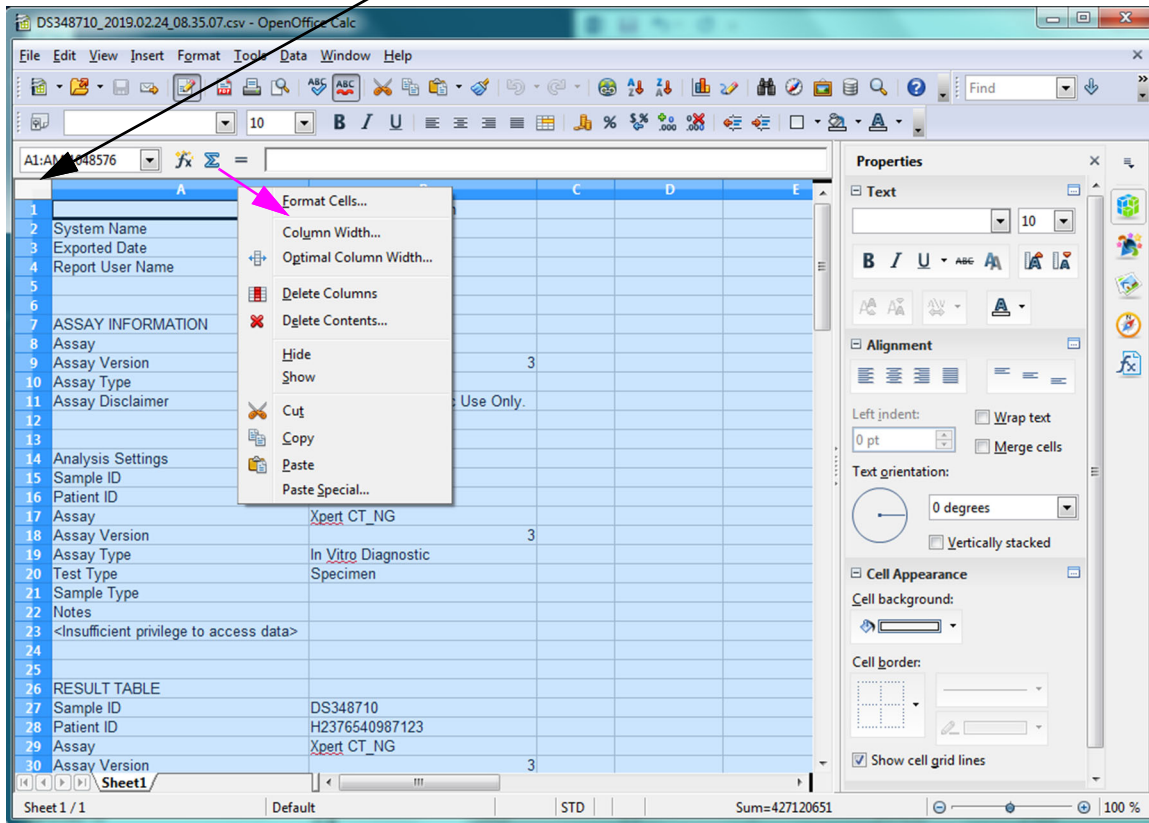 DS348710_2019.02.24_08.35.07.csv - OpenOffice Calc
File Edit View Insert Format Tools Data Window Help
ABC ABC Find
10 B I U
Properties
Text
10
B I U ABC
A B C D E
1
2 System Name
3 Exported Date
4 Report User Name
5
6
7 ASSAY INFORMATION
8 Assay
9 Assay Version 3
10 Assay Type
11 Assay Disclaimer Use Only.
12
13
14 Analysis Settings
15 Sample ID
16 Patient ID
17 Assay Xpert CT_NG
18 Assay Version 3
19 Assay Type In Vitro Diagnostic
20 Test Type Specimen
21 Sample Type
22 Notes
23 <Insufficient privilege to access data>
24
25
26 RESULT TABLE
27 Sample ID DS348710
28 Patient ID H2376540987123
29 Assay Xpert CT_NG
30 Assay Version 3
Format Cells...
Column Width...
Optimal Column Width...
Delete Columns
Delete Contents...
Hide
Show
Cut
Copy
Paste
Paste Special...
Alignment
Left indent:
0 pt
Wrap text
Merge cells
Text orientation:
0 degrees
Vertically stacked
Cell Appearance
Cell background:
Cell border:
Show cell grid lines
Sheet1
Sheet 1 / 1 Default STD Sum=427120651 100 %